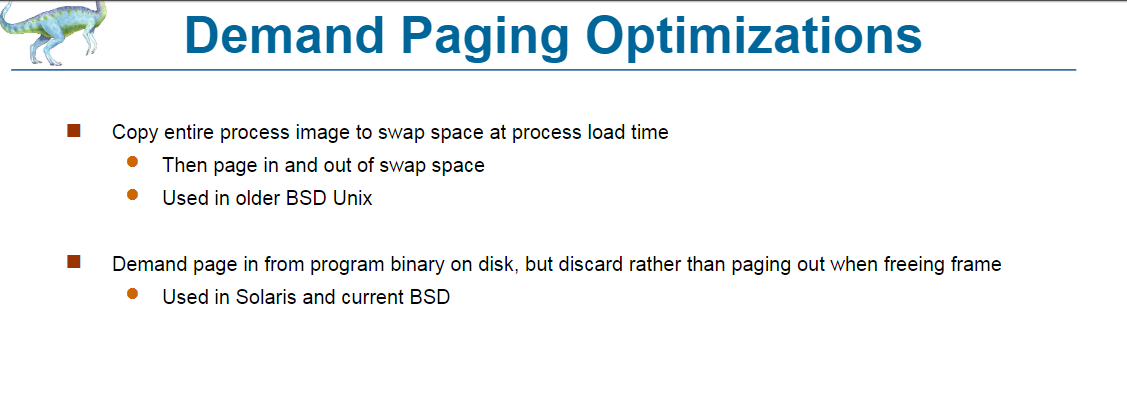 Demand Paging Optimizations
Copy entire process image to swap space at process load time
Then page in and out of swap space
Used in older BSD Unix
Demand page in from program binary on disk, but discard rather than paging out when freeing frame
Used in Solaris and current BSD